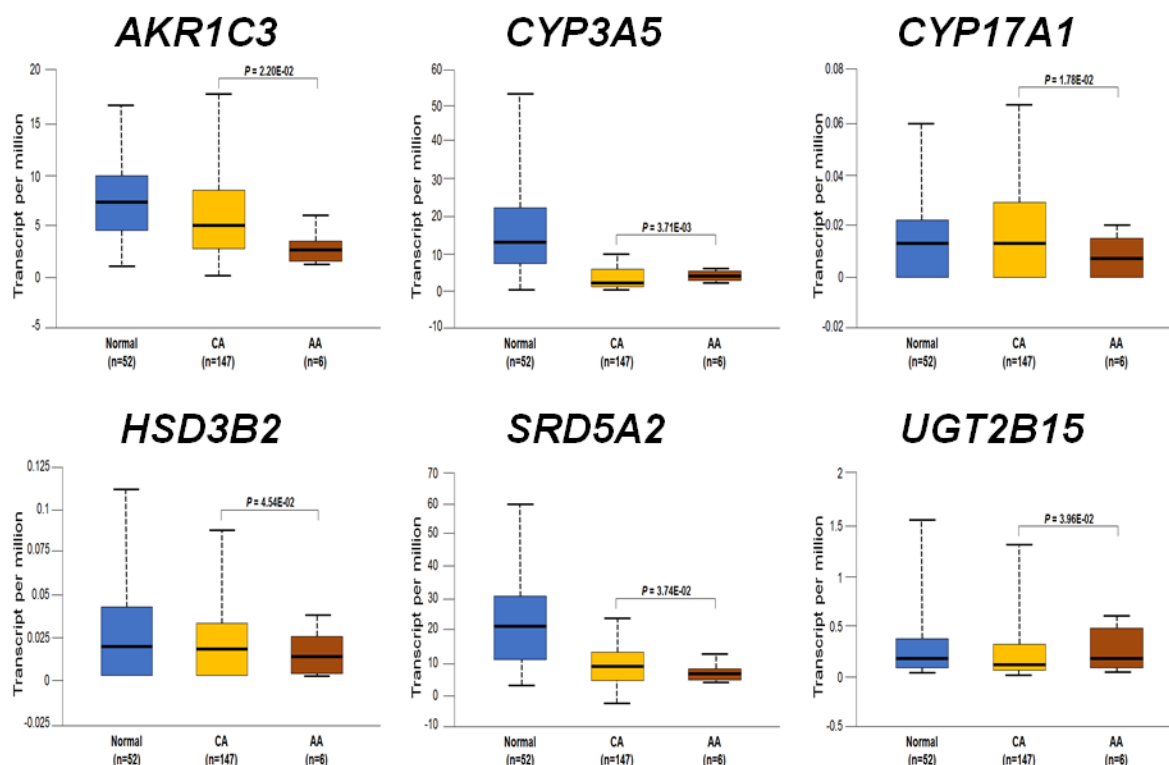 AKR1C3
Transcript per million
20
15
10
5
0
-5
P = 2.20E-02
Normal
(n=52)
CA
(n=147)
AA
(n=6)
CYP3A5
Transcript per million
60
50
40
30
20
10
0
-10
P = 3.71E-03
Normal
(n=52)
CA
(n=147)
AA
(n=6)
CYP17A1
Transcript per million
0.08
0.06
0.04
0.02
0
-0.02
P = 1.78E-02
Normal
(n=52)
CA
(n=147)
AA
(n=6)
HSD3B2
Transcript per million
0.125
0.1
0.075
0.05
0.025
0
-0.025
P = 4.54E-02
Normal
(n=52)
CA
(n=147)
AA
(n=6)
SRD5A2
Transcript per million
70
60
50
40
30
20
10
0
-10
P = 3.74E-02
Normal
(n=52)
CA
(n=147)
AA
(n=6)
UGT2B15
Transcript per million
2
1.5
1
0.5
0
-0.5
P = 3.96E-02
Normal
(n=52)
CA
(n=147)
AA
(n=6)